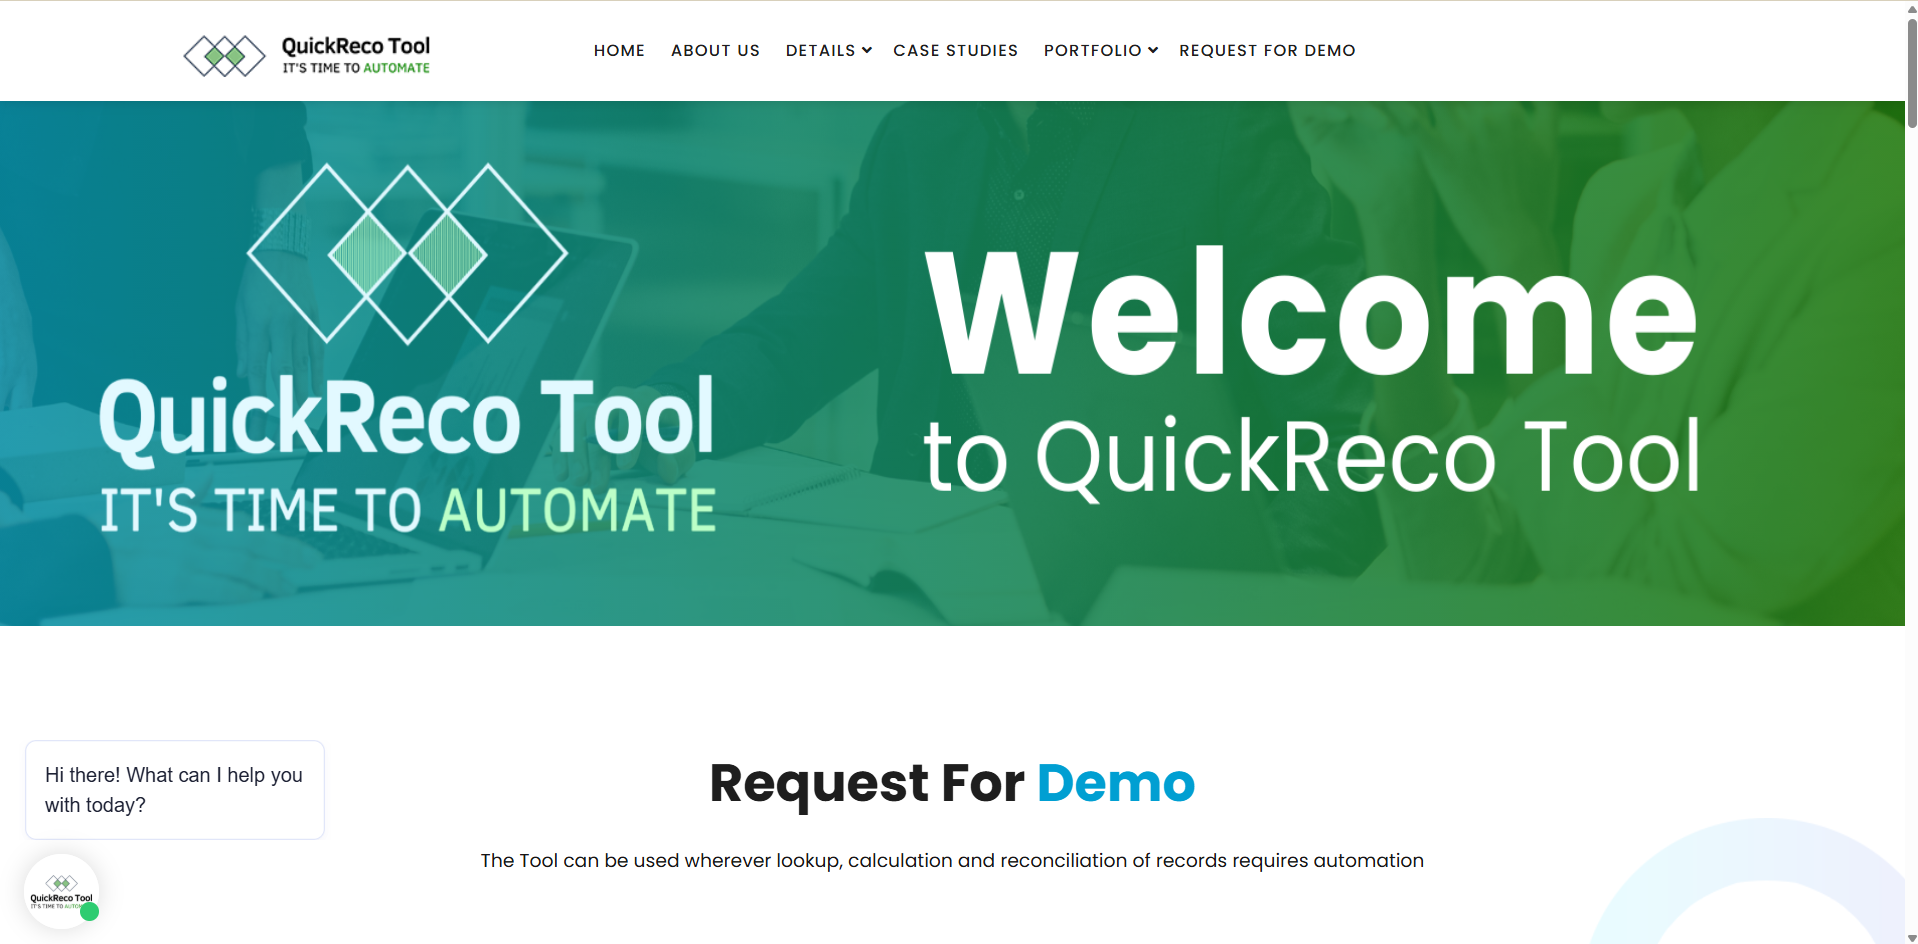 QuickReco Tool
IT'S TIME TO AUTOMATE
HOME ABOUT US DETAILS CASE STUDIES PORTFOLIO REQUEST FOR DEMO
QuickReco Tool
IT'S TIME TO AUTOMATE
Welcome
to QuickReco Tool
Request For Demo
The Tool can be used wherever lookup, calculation and reconciliation of records requires automation
Hi there! What can I help you
with today?
QuickReco Tool
IT'S TIME TO